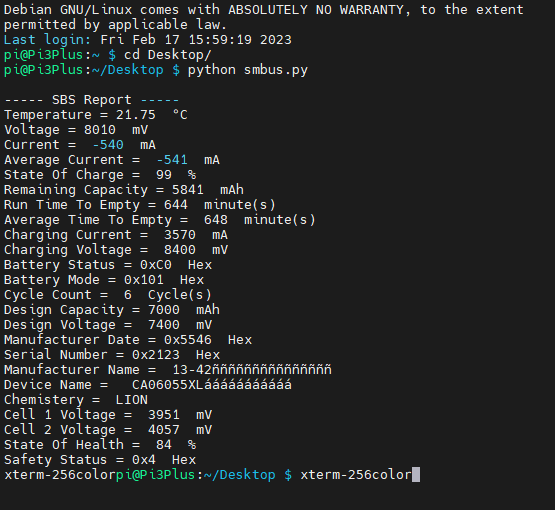 Debian GNU/Linux comes with ABSOLUTELY NO WARRANTY, to the extent
permitted by applicable law.
Last login: Fri Feb 17 15:59:19 2023
pi@Pi3Plus:~ $ cd Desktop/
pi@Pi3Plus:~/Desktop $ python smbus.py
----- SBS Report -----
Temperature = 21.75  °C
Voltage = 8010  mV
Current =  -540  mA
Average Current =  -541  mA
State Of Charge =  99  %
Remaining Capacity = 5841  mAh
Run Time To Empty = 644  minute(s)
Average Time To Empty =  648  minute(s)
Charging Current =  3570  mA
Charging Voltage =  8400  mV
Battery Status = 0xC0  Hex
Battery Mode = 0x101  Hex
Cycle Count =  6  Cycle(s)
Design Capacity = 7000  mAh
Design Voltage =  7400  mV
Manufacturer Date = 0x5546  Hex
Serial Number = 0x2123  Hex
Manufacturer Name =  13-42ñññññññññññññññ
Device Name =   CA06055XLááááááááááá
Chemistery =  LION
Cell 1 Voltage =  3951  mV
Cell 2 Voltage =  4057  mV
State Of Health =  84  %
Safety Status = 0x4  Hex
xterm-256colorpi@Pi3Plus:~/Desktop $ xterm-256color